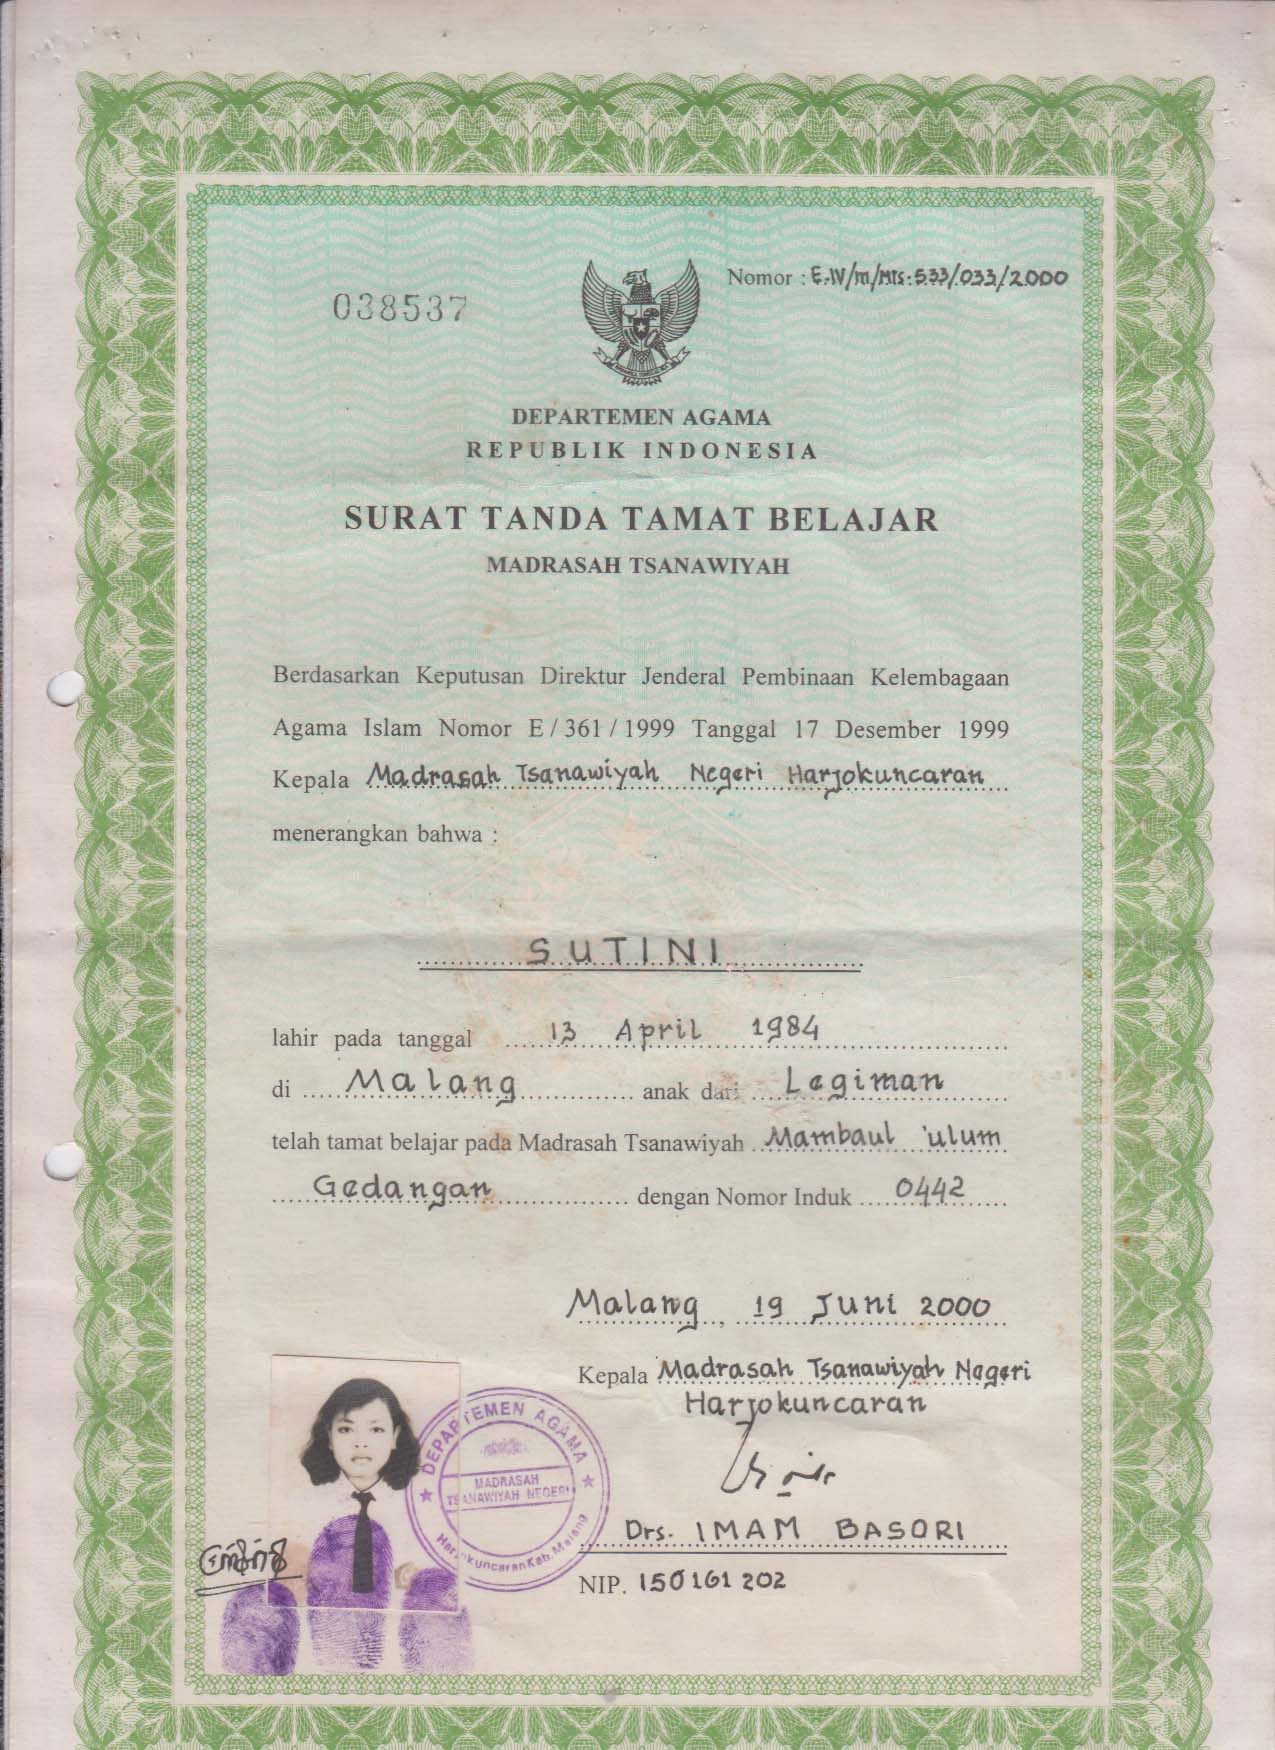 Nomor : E.IV/m/MTs.533/033/2000
038537
DEPARTEMEN AGAMA
REPUBLIK INDONESIA
SURAT TANDA TAMAT BELAJAR
MADRASAH TSANAWIYAH
Berdasarkan Keputusan Direktur Jenderal Pembinaan Kelembagaan
Agama Islam Nomor E / 361 / 1999 Tanggal 17 Desember 1999
Kepala Madrasah Tsanawiyah Negeri Harjokuncaran
menerangkan bahwa :
SUTINI
lahir pada tanggal 13 April 1984
di Malang anak dari Legiman
telah tamat belajar pada Madrasah Tsanawiyah Mambaul 'ulum
Gedangan dengan Nomor Induk 0442
Malang, 19 Juni 2000
Kepala Madrasah Tsanawiyah Negeri
Harjokuncaran
DEPARTEMEN AGAMA
MADRASAH
TSANAWIYAH NEGERI
Harjokuncaran Kab. Malang
Drs. IMAM BASORI
NIP. 150161202